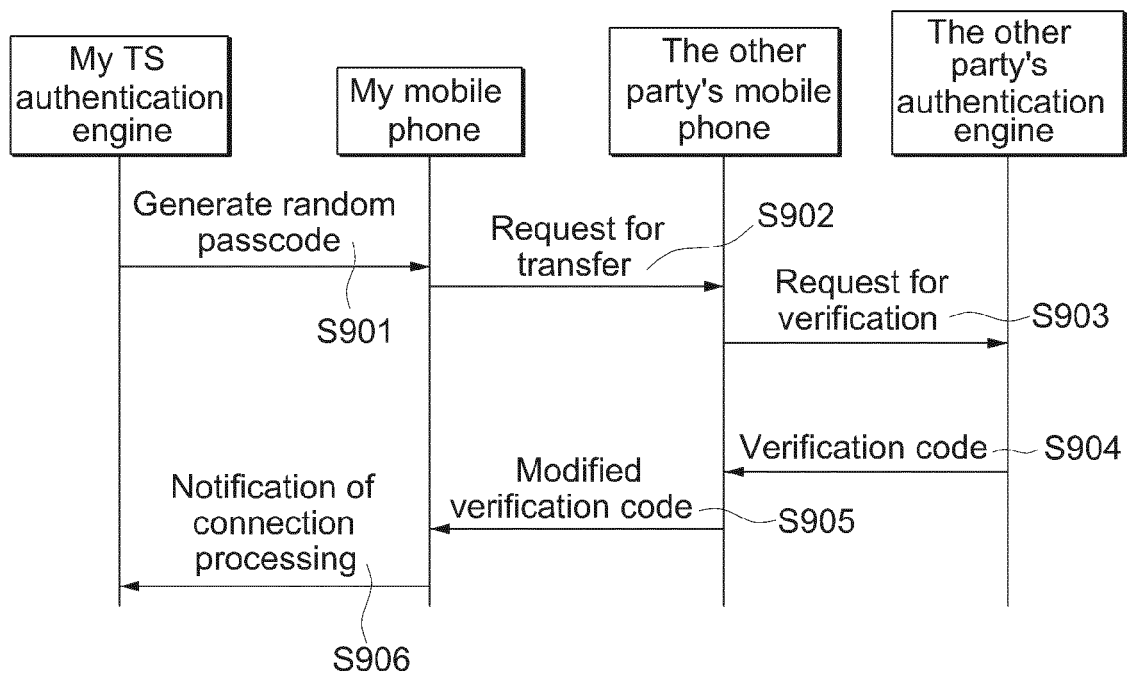 My TS
authentication
engine
My mobile
phone
The other
party's mobile
phone
The other
party's
authentication
engine
Generate random
passcode
S901
Request for
transfer
S902
Request for
verification
S903
Verification code
S904
Modified
verification code
S905
Notification of
connection
processing
S906